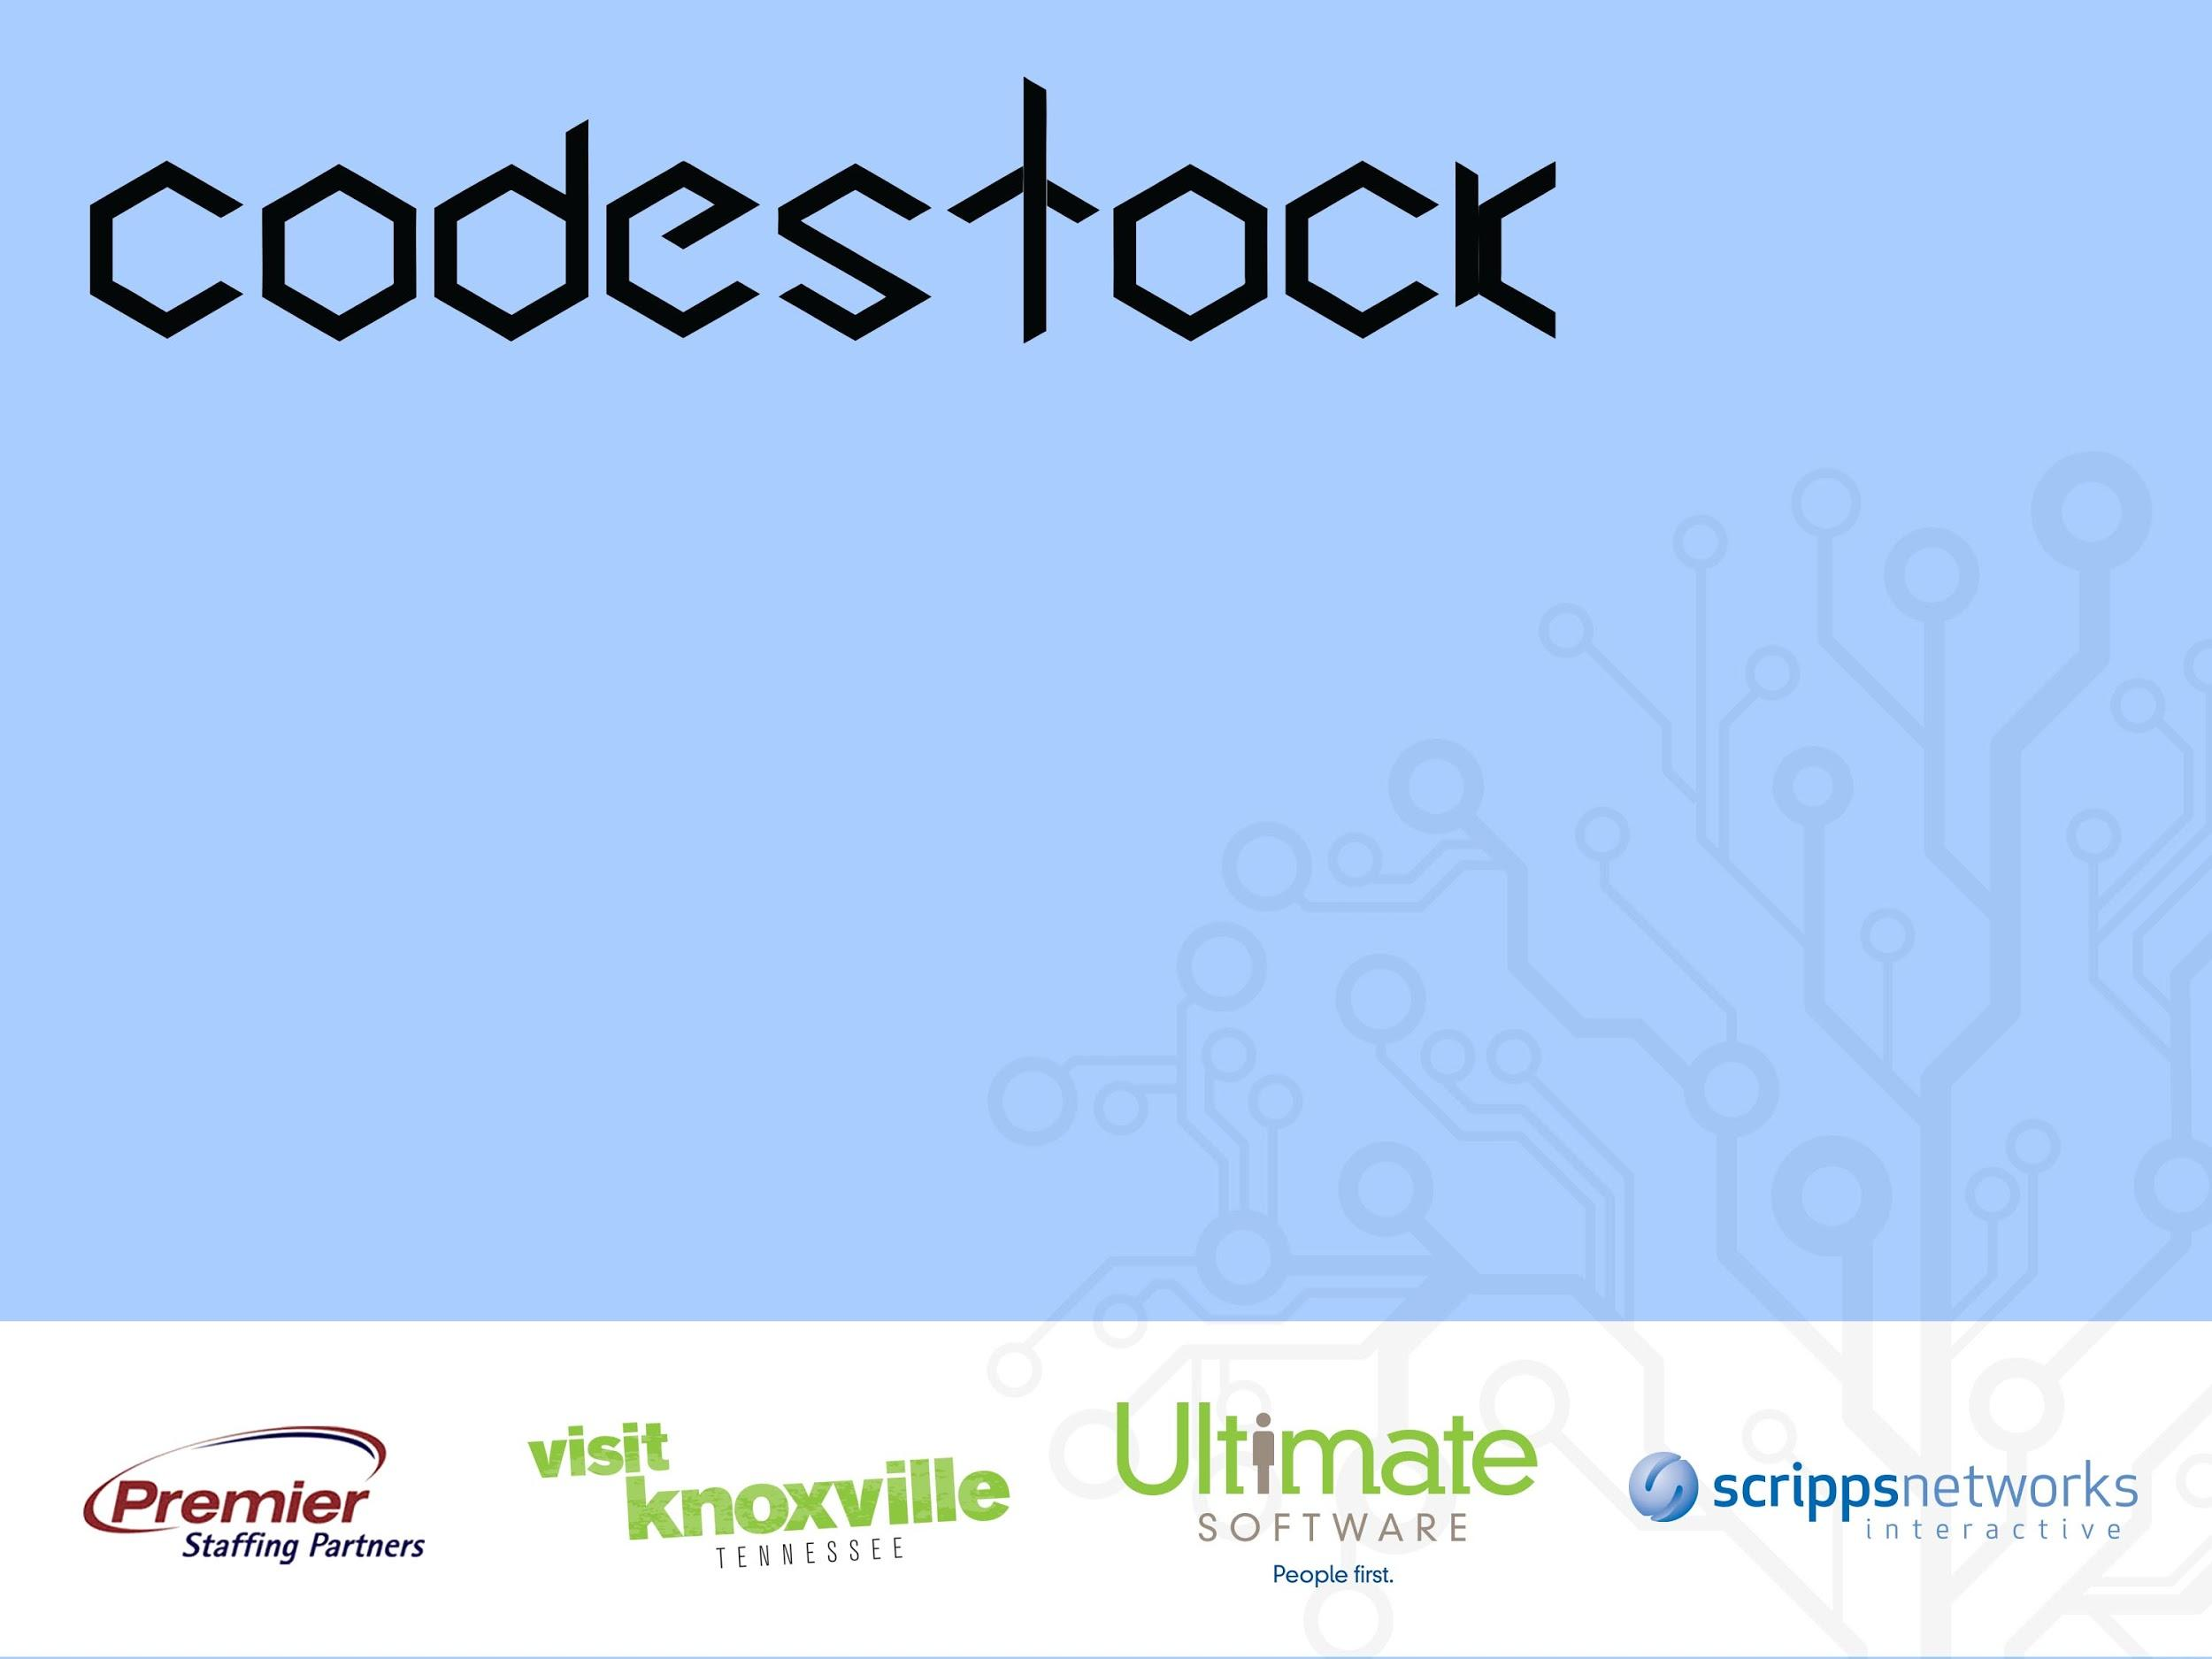 codestock
Premier
Staffing Partners
visit
knoxville
TENNESSEE
Ultimate
SOFTWARE
People first.
scrippsnetworks
interactive